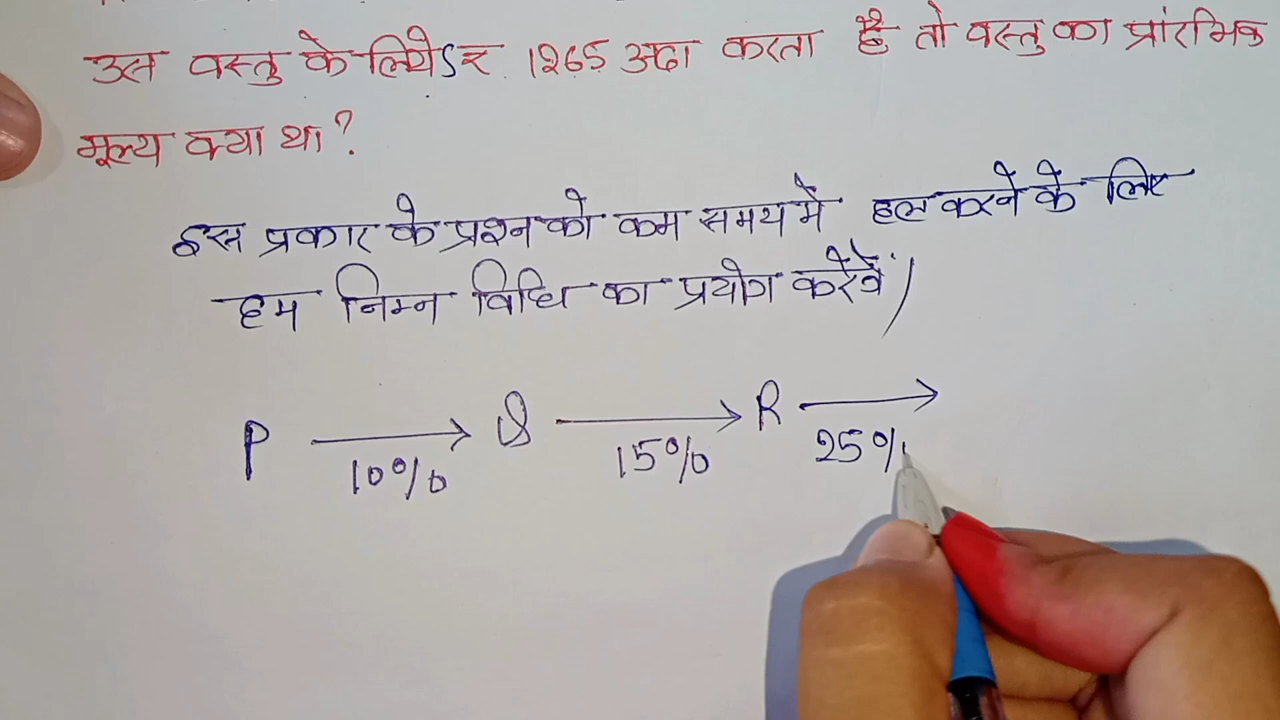 उस वस्तु के लिये S र 1265 अदा करता है तो वस्तु का प्रांरभिक
मूल्य क्या था?
इस प्रकार के प्रश्न को कम समय में हल करने के लिए
हम निम्न विधि का प्रयोग करेंगें।
P → Q → R →
10% 15% 25%